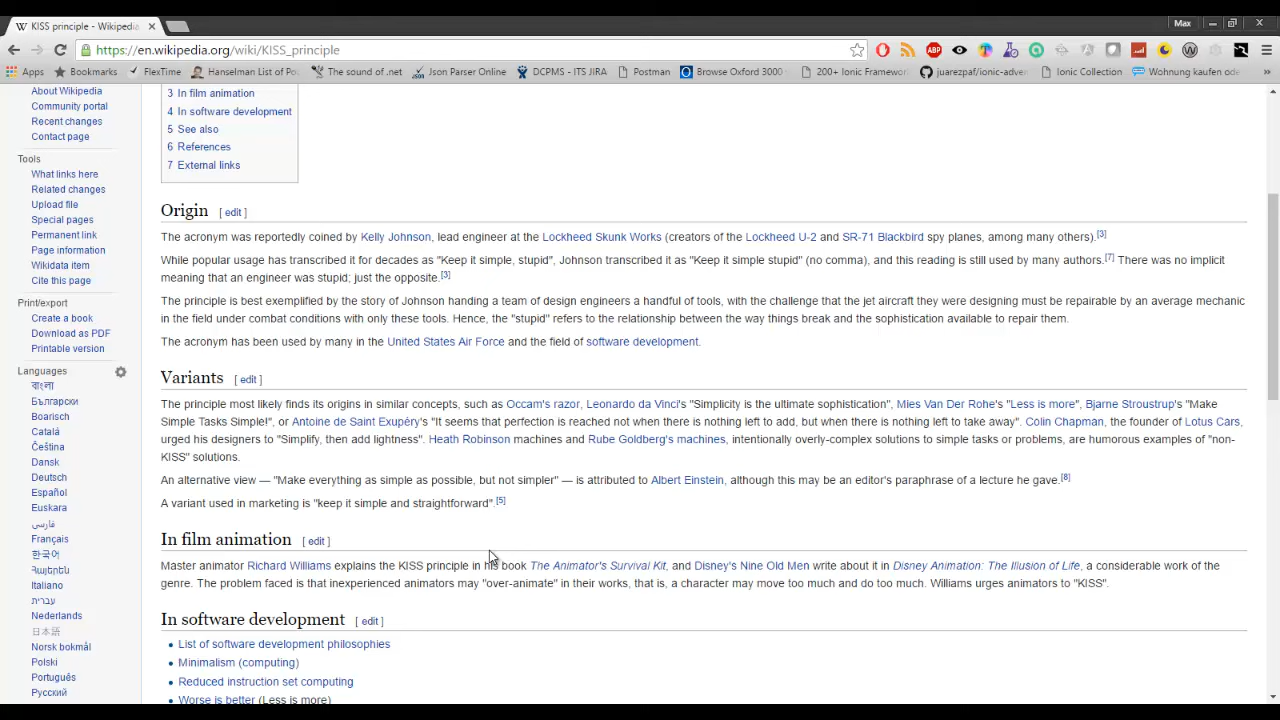 KISS principle - Wikipedia
Max
https://en.wikipedia.org/wiki/KISS_principle
Apps Bookmarks FlexTime Hanselman List of Po The sound of .net Json Parser Online DCPMS - ITS JIRA Postman Browse Oxford 3000 200+ Ionic Framewor juarezpaf/ionic-adve Ionic Collection Wohnung kaufen od »
About Wikipedia
Community portal
Recent changes
Contact page
Tools
What links here
Related changes
Upload file
Special pages
Permanent link
Page information
Wikidata item
Cite this page
Print/export
Create a book
Download as PDF
Printable version
Languages
বাংলা
Български
Boarisch
Català
Čeština
Dansk
Deutsch
Español
Euskara
فارسی
Français
한국어
Հայերեն
Italiano
עברית
Nederlands
日本語
Norsk bokmål
Polski
Português
Русский
3 In film animation
4 In software development
5 See also
6 References
7 External links
Origin [ edit ]
The acronym was reportedly coined by Kelly Johnson, lead engineer at the Lockheed Skunk Works (creators of the Lockheed U-2 and SR-71 Blackbird spy planes, among many others).[3]
While popular usage has transcribed it for decades as "Keep it simple, stupid", Johnson transcribed it as "Keep it simple stupid" (no comma), and this reading is still used by many authors.[7] There was no implicit
meaning that an engineer was stupid; just the opposite.[3]
The principle is best exemplified by the story of Johnson handing a team of design engineers a handful of tools, with the challenge that the jet aircraft they were designing must be repairable by an average mechanic
in the field under combat conditions with only these tools. Hence, the "stupid" refers to the relationship between the way things break and the sophistication available to repair them.
The acronym has been used by many in the United States Air Force and the field of software development.
Variants [ edit ]
The principle most likely finds its origins in similar concepts, such as Occam's razor, Leonardo da Vinci's "Simplicity is the ultimate sophistication", Mies Van Der Rohe's "Less is more", Bjarne Stroustrup's "Make
Simple Tasks Simple!", or Antoine de Saint Exupéry's "It seems that perfection is reached not when there is nothing left to add, but when there is nothing left to take away". Colin Chapman, the founder of Lotus Cars,
urged his designers to "Simplify, then add lightness". Heath Robinson machines and Rube Goldberg's machines, intentionally overly-complex solutions to simple tasks or problems, are humorous examples of "non-
KISS" solutions.
An alternative view — "Make everything as simple as possible, but not simpler" — is attributed to Albert Einstein, although this may be an editor's paraphrase of a lecture he gave.[8]
A variant used in marketing is "keep it simple and straightforward".[5]
In film animation [ edit ]
Master animator Richard Williams explains the KISS principle in his book The Animator's Survival Kit, and Disney's Nine Old Men write about it in Disney Animation: The Illusion of Life, a considerable work of the
genre. The problem faced is that inexperienced animators may "over-animate" in their works, that is, a character may move too much and do too much. Williams urges animators to "KISS".
In software development [ edit ]
List of software development philosophies
Minimalism (computing)
Reduced instruction set computing
Worse is better (Less is more)